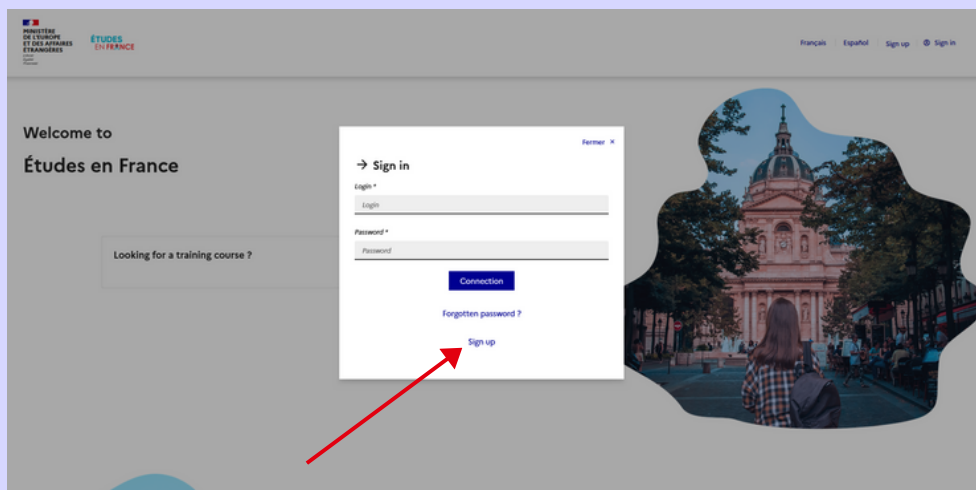 MINISTÈRE
DE L'EUROPE
ET DES AFFAIRES
ÉTRANGÈRES
ÉTUDES
EN FRANCE
Français Español Sign up Sign in
Welcome to
Études en France
Looking for a training course ?
Fermer ×
→ Sign in
Login *
Login
Password *
Password
Connection
Forgotten password ?
Sign up